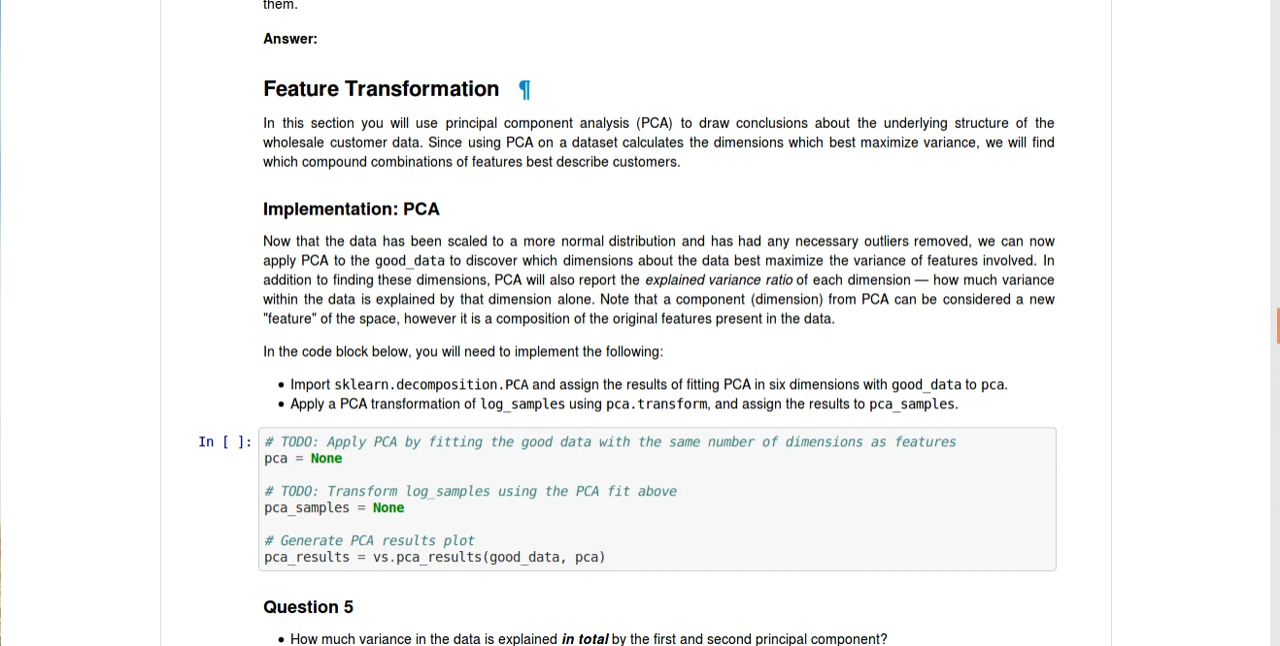 them.
Answer:
Feature Transformation ¶
In this section you will use principal component analysis (PCA) to draw conclusions about the underlying structure of the
wholesale customer data. Since using PCA on a dataset calculates the dimensions which best maximize variance, we will find
which compound combinations of features best describe customers.
Implementation: PCA
Now that the data has been scaled to a more normal distribution and has had any necessary outliers removed, we can now
apply PCA to the good_data to discover which dimensions about the data best maximize the variance of features involved. In
addition to finding these dimensions, PCA will also report the explained variance ratio of each dimension — how much variance
within the data is explained by that dimension alone. Note that a component (dimension) from PCA can be considered a new
"feature" of the space, however it is a composition of the original features present in the data.
In the code block below, you will need to implement the following:
• Import sklearn.decomposition.PCA and assign the results of fitting PCA in six dimensions with good_data to pca.
• Apply a PCA transformation of log_samples using pca.transform, and assign the results to pca_samples.
In [ ]: # TODO: Apply PCA by fitting the good data with the same number of dimensions as features
pca = None
# TODO: Transform log_samples using the PCA fit above
pca_samples = None
# Generate PCA results plot
pca_results = vs.pca_results(good_data, pca)
Question 5
• How much variance in the data is explained in total by the first and second principal component?